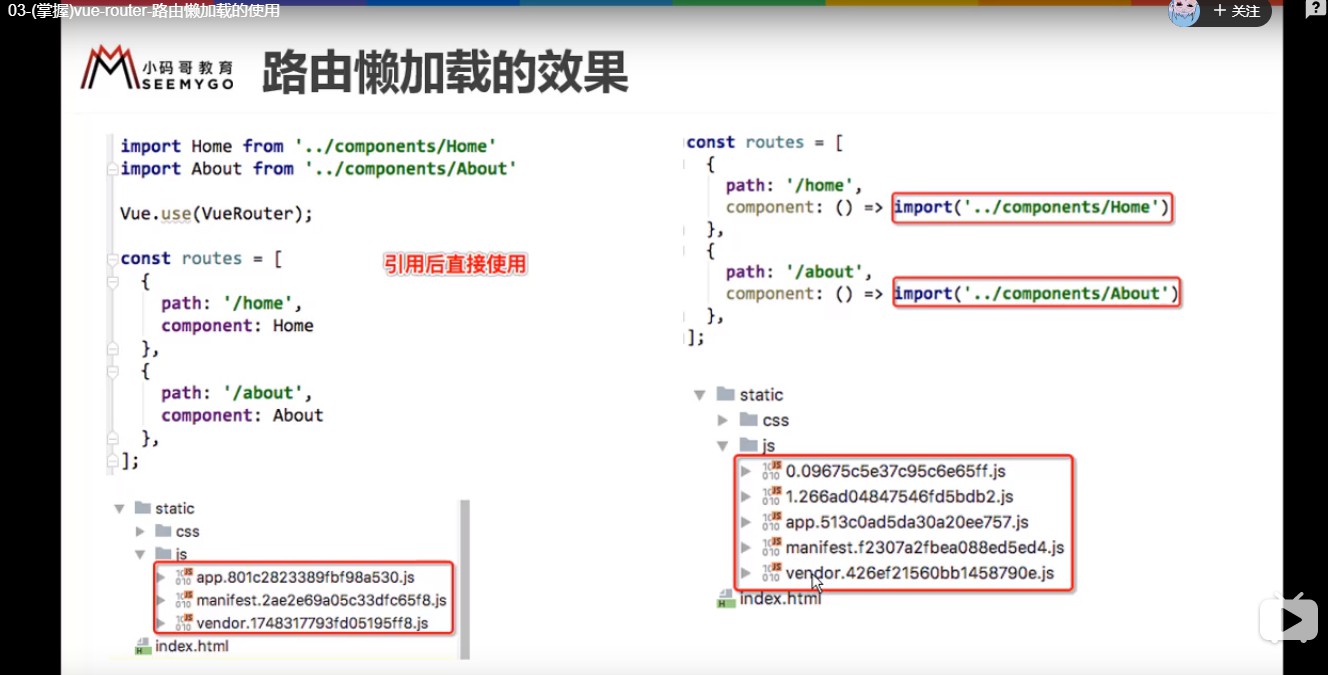 03-(掌握)vue-router-路由懒加载的使用
+ 关注
?
小码哥教育
SEEMYGO
路由懒加载的效果
import Home from '../components/Home'
import About from '../components/About'
Vue.use(VueRouter);
const routes = [
{
path: '/home',
component: Home
},
{
path: '/about',
component: About
},
];
引用后直接使用
static
css
js
app.801c2823389fbf98a530.js
manifest.2ae2e69a05c33dfc65f8.js
vendor.1748317793fd05195ff8.js
index.html
const routes = [
{
path: '/home',
component: () => import('../components/Home')
},
{
path: '/about',
component: () => import('../components/About')
},
];
static
css
js
0.09675c5e37c95c6e65ff.js
1.266ad04847546fd5bdb2.js
app.513c0ad5da30a20ee757.js
manifest.f2307a2fbea088ed5ed4.js
vendor.426ef21560bb1458790e.js
index.html